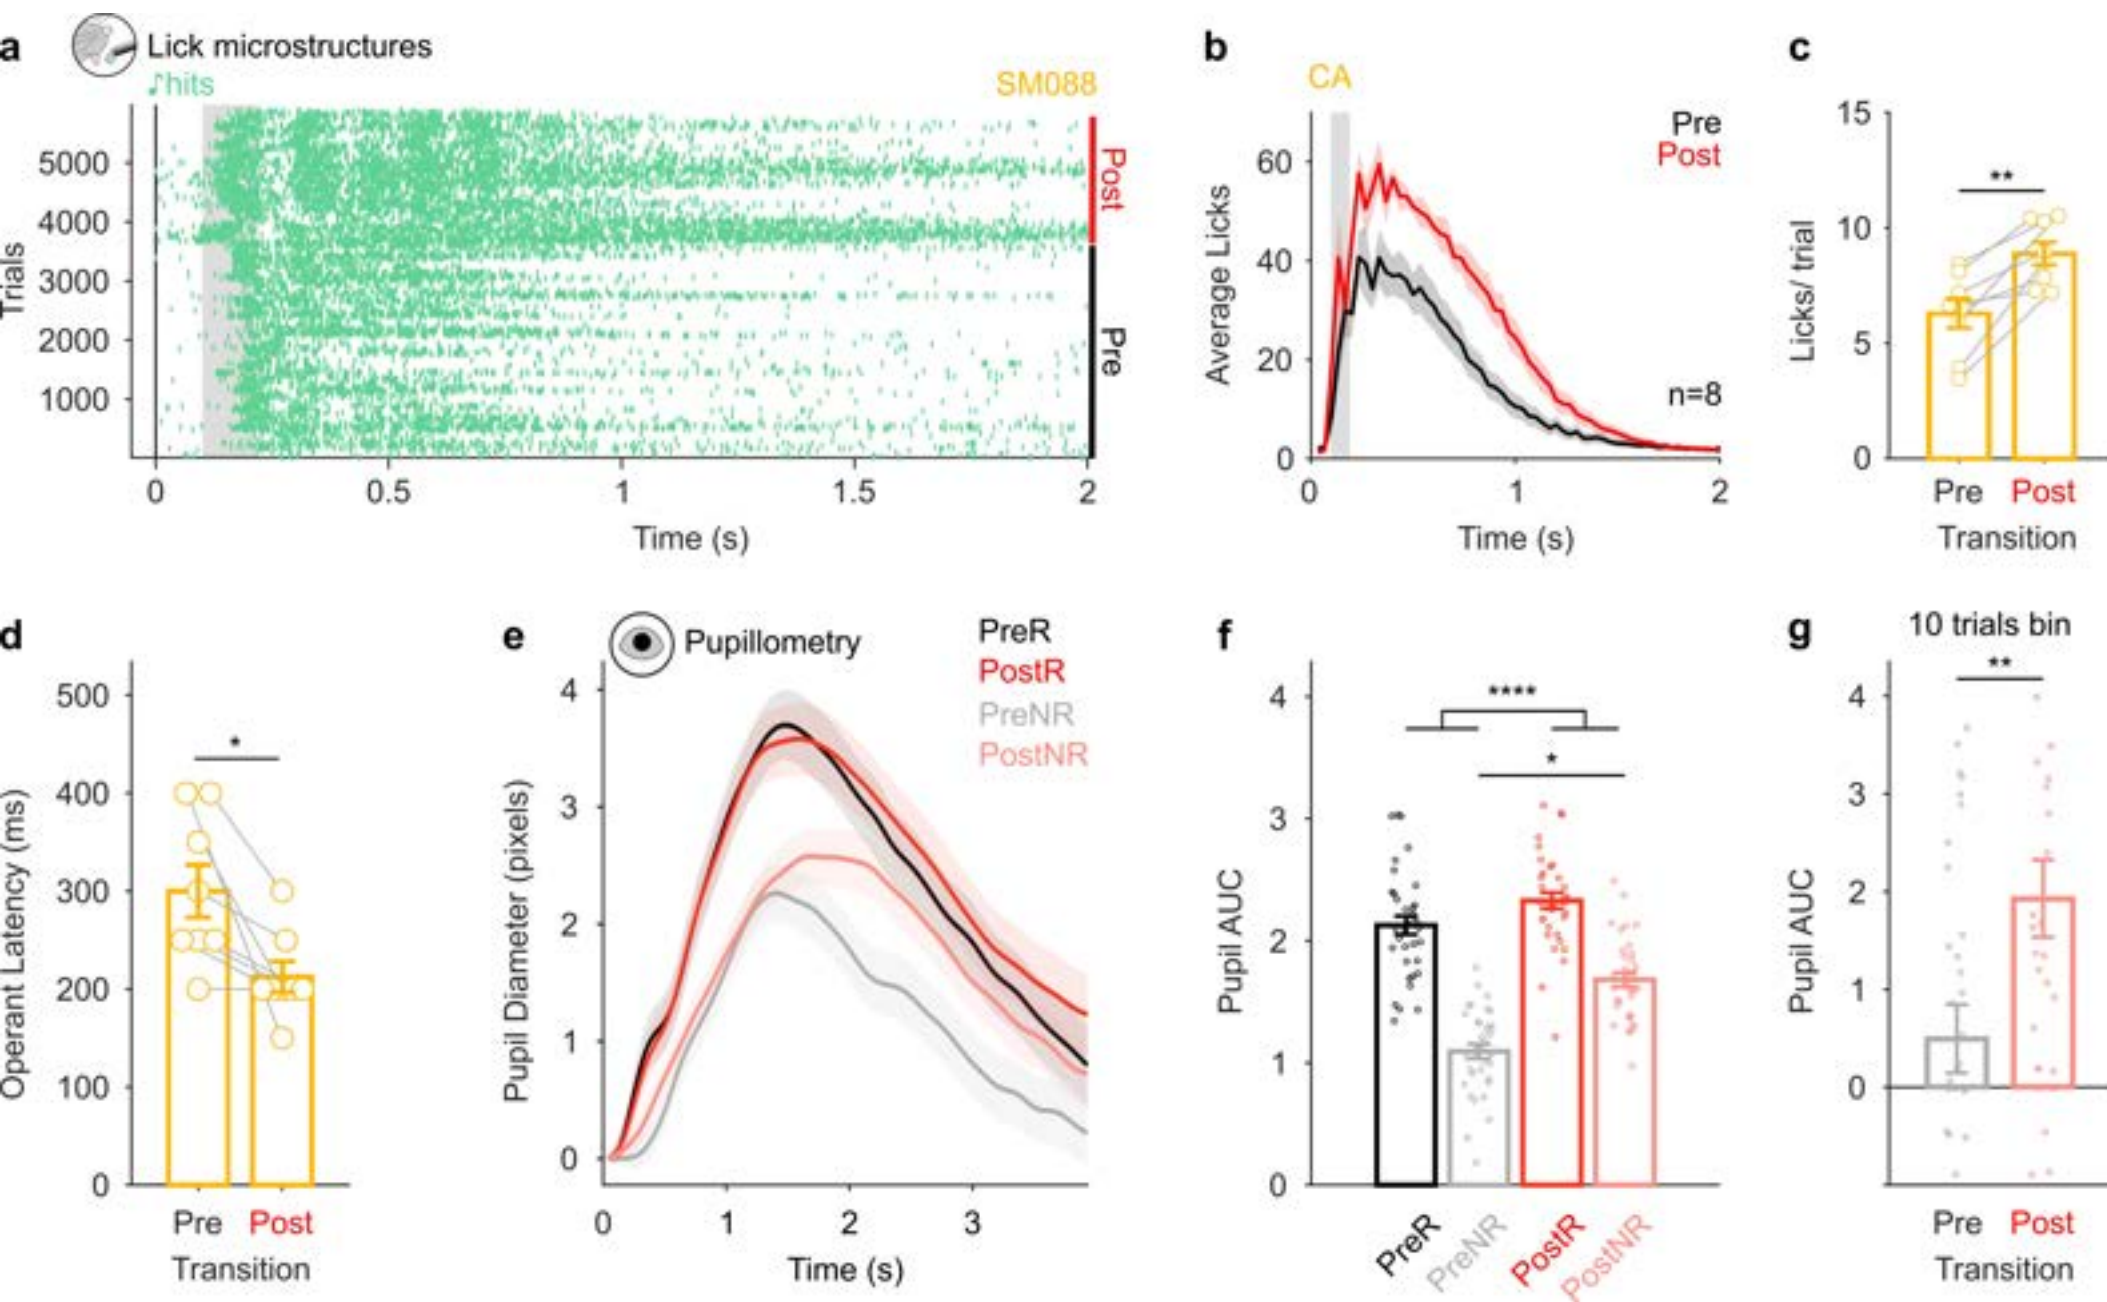 a
Lick microstructures
♪hits
SM088
5000
4000
3000
2000
1000
Trials
Post
Pre
0
0.5
1
1.5
2
Time (s)
b
CA
Pre
Post
60
40
20
0
Average Licks
n=8
0
1
2
Time (s)
c
15
10
5
0
Licks/ trial
**
Pre
Post
Transition
d
500
400
300
200
100
0
Operant Latency (ms)
*
Pre
Post
Transition
e
Pupillometry
PreR
PostR
PreNR
PostNR
4
3
2
1
0
Pupil Diameter (pixels)
0
1
2
3
Time (s)
f
4
3
2
1
0
Pupil AUC
****
*
PreR
PreNR
PostR
PostNR
g
10 trials bin
**
4
3
2
1
0
Pupil AUC
Pre
Post
Transition